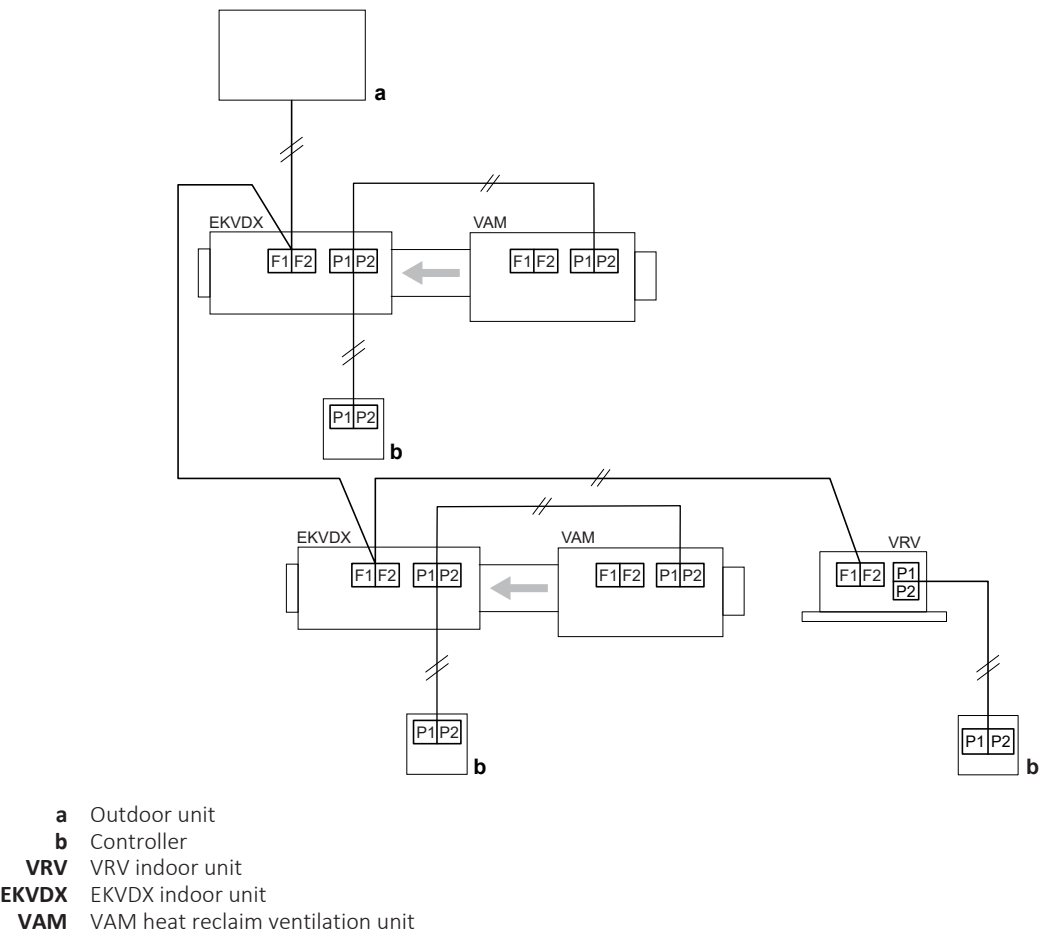 a
EKVDX
VAM
F1 F2 P1 P2 F1 F2 P1 P2
P1 P2
b
EKVDX
VAM
VRV
F1 F2 P1 P2 F1 F2 P1 P2 F1 F2 P1
P2
P1 P2
b
P1 P2
b
a Outdoor unit
b Controller
VRV VRV indoor unit
EKVDX EKVDX indoor unit
VAM VAM heat reclaim ventilation unit